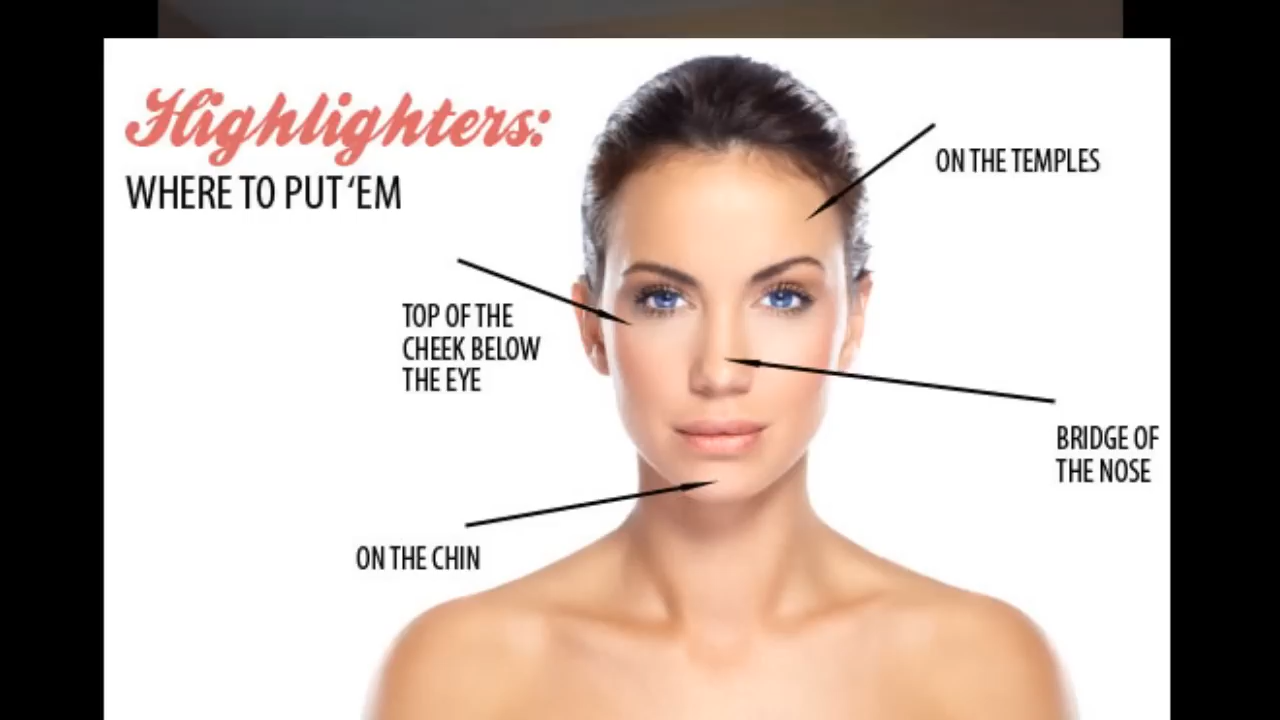 Highlighters:
WHERE TO PUT ‘EM
ON THE TEMPLES
TOP OF THE
CHEEK BELOW
THE EYE
BRIDGE OF
THE NOSE
ON THE CHIN